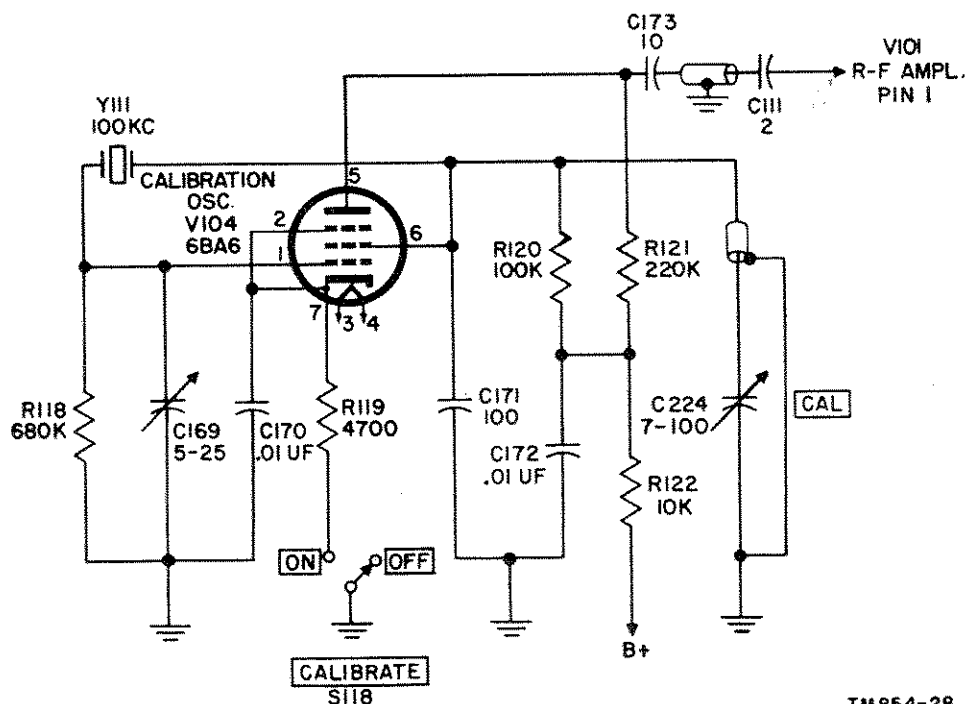 C173
10
V101
R-F AMPL.
PIN 1
C111
2
Y111
100KC
CALIBRATION
OSC.
V104
6BA6
5
2
1
6
7
3
4
R120
100K
R121
220K
R118
680K
C169
5-25
C170
.01 UF
R119
4700
C171
100
C172
.01 UF
C224
7-100
CAL
R122
10K
ON
OFF
B+
CALIBRATE
S118
TM854-28